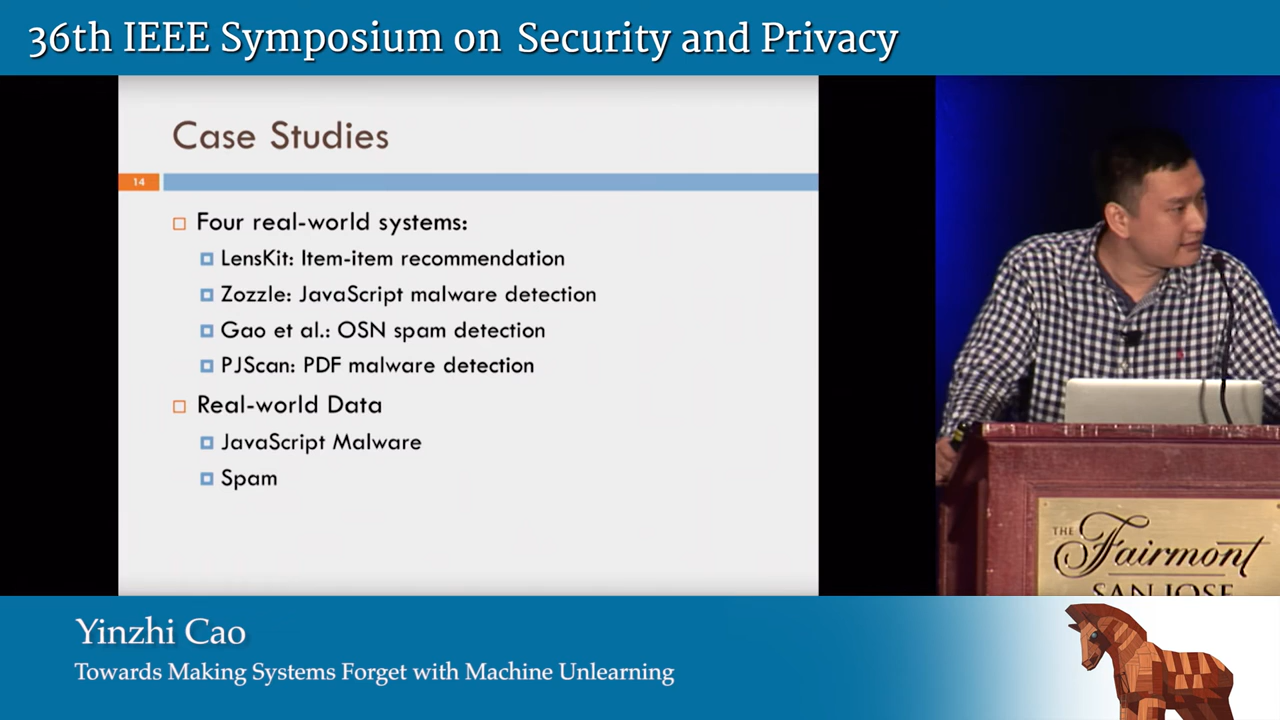 36th IEEE Symposium on Security and Privacy
Case Studies
14
Four real-world systems:
LensKit: Item-item recommendation
Zozzle: JavaScript malware detection
Gao et al.: OSN spam detection
PJScan: PDF malware detection
Real-world Data
JavaScript Malware
Spam
THE
Fairmont
SAN JOSE
Yinzhi Cao
Towards Making Systems Forget with Machine Unlearning